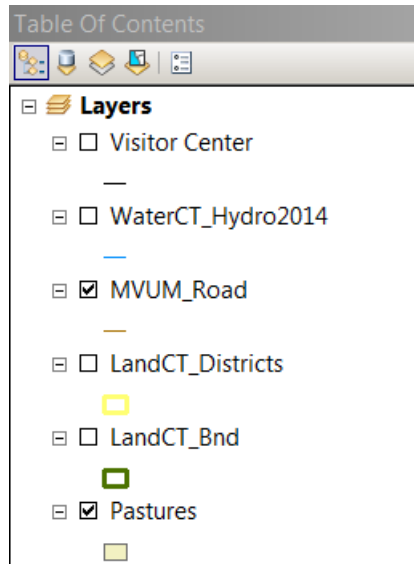 Table Of Contents
Layers
Visitor Center
WaterCT_Hydro2014
MVUM_Road
LandCT_Districts
LandCT_Bnd
Pastures